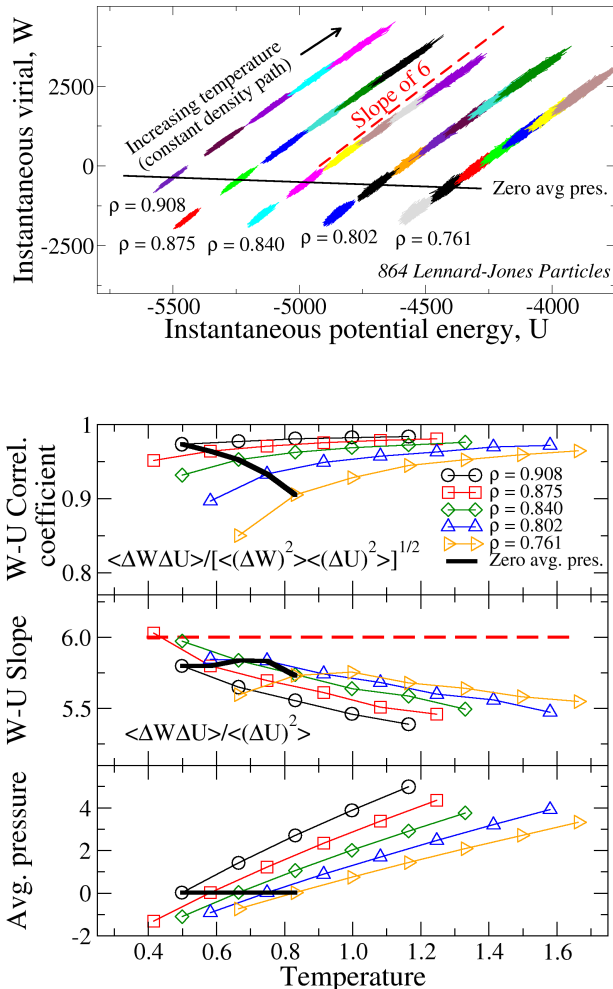 Instantaneous virial, W
2500
0
-2500
Increasing temperature
(constant density path)
Slope of 6
Zero avg pres.
ρ = 0.908
ρ = 0.875
ρ = 0.840
ρ = 0.802
ρ = 0.761
864 Lennard-Jones Particles
-5500 -5000 -4500 -4000
Instantaneous potential energy, U
W-U Correl.
coefficient
1
0.9
0.8
ρ = 0.908
ρ = 0.875
ρ = 0.840
ρ = 0.802
ρ = 0.761
Zero avg. pres.
<ΔWΔU>/[<(ΔW)²><(ΔU)²>]^1/2
W-U Slope
6.0
5.5
<ΔWΔU>/<(ΔU)²>
Avg. pressure
4
2
0
-2
0.4 0.6 0.8 1.0 1.2 1.4 1.6
Temperature